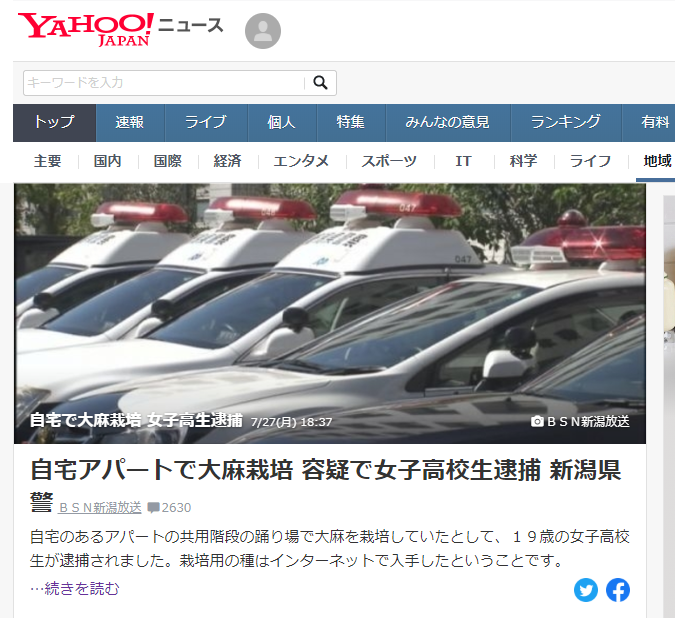 YAHOO! JAPAN ニュース
キーワードを入力
トップ 速報 ライブ 個人 特集 みんなの意見 ランキング 有料
主要 国内 国際 経済 エンタメ スポーツ IT 科学 ライフ 地域
047
047
自宅で大麻栽培 女子高生逮捕 7/27(月) 18:37 ＢＳＮ新潟放送
自宅アパートで大麻栽培 容疑で女子高校生逮捕 新潟県
警 ＢＳＮ新潟放送 2630
自宅のあるアパートの共用階段の踊り場で大麻を栽培していたとして、１９歳の女子高校
生が逮捕されました。栽培用の種はインターネットで入手したということです。
…続きを読む